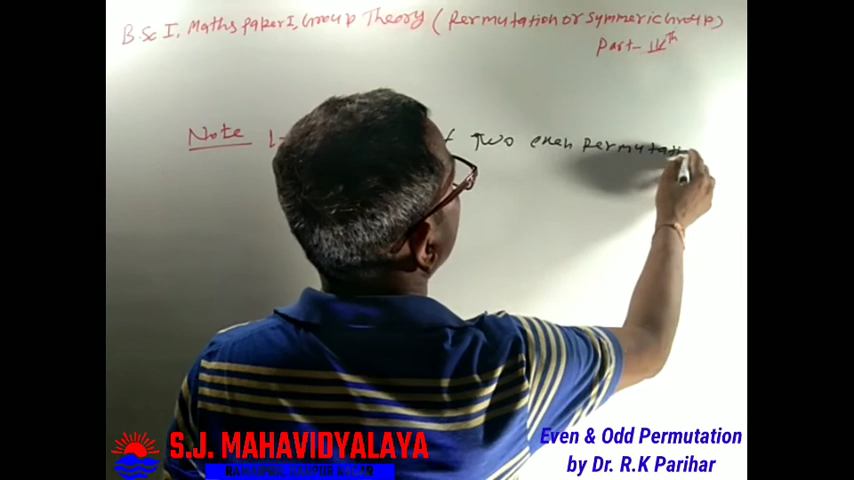 B.Sc I, Maths paper I, Group Theory ( Permutation or Symmeric Group)
Part- IVth
Note 1- Two even Permutati
Even & Odd Permutation
by Dr. R.K Parihar
S.J. MAHAVIDYALAYA